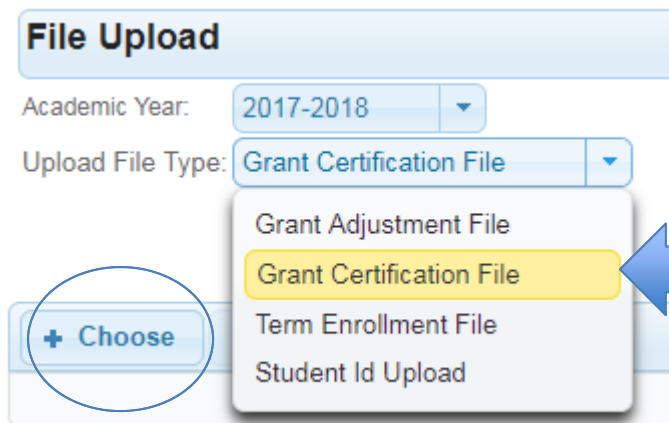 File Upload
Academic Year: 2017-2018
Upload File Type: Grant Certification File
Grant Adjustment File
Grant Certification File
+ Choose
Term Enrollment File
Student Id Upload